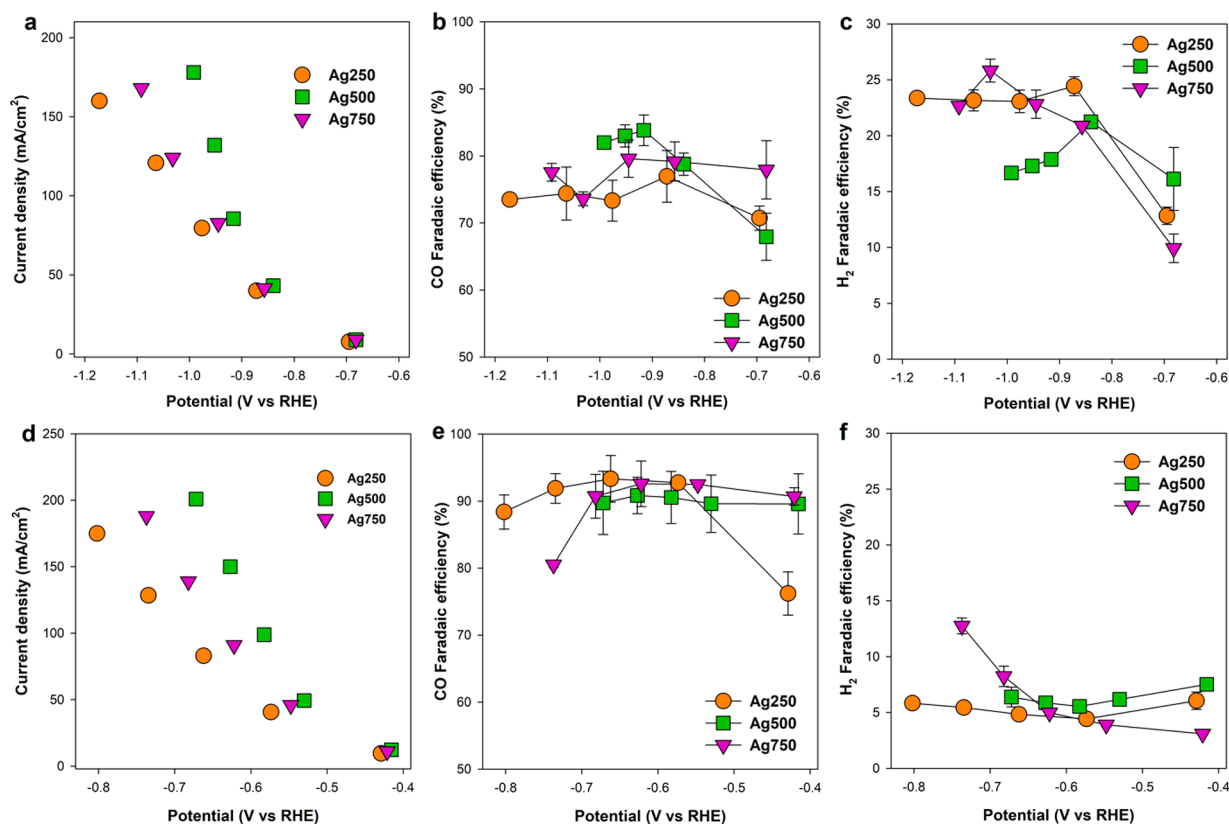 a
Current density (mA/cm²)
200
150
100
50
0
Ag250
Ag500
Ag750
-1.2 -1.1 -1.0 -0.9 -0.8 -0.7 -0.6
Potential (V vs RHE)
b
CO Faradaic efficiency (%)
100
90
80
70
60
50
Ag250
Ag500
Ag750
-1.2 -1.1 -1.0 -0.9 -0.8 -0.7 -0.6
Potential (V vs RHE)
c
H₂ Faradaic efficiency (%)
30
25
20
15
10
5
0
Ag250
Ag500
Ag750
-1.2 -1.1 -1.0 -0.9 -0.8 -0.7 -0.6
Potential (V vs RHE)
d
Current density (mA/cm²)
250
200
150
100
50
0
Ag250
Ag500
Ag750
-0.8 -0.7 -0.6 -0.5 -0.4
Potential (V vs RHE)
e
CO Faradaic efficiency (%)
100
90
80
70
60
50
Ag250
Ag500
Ag750
-0.8 -0.7 -0.6 -0.5 -0.4
Potential (V vs RHE)
f
H₂ Faradaic efficiency (%)
30
25
20
15
10
5
0
Ag250
Ag500
Ag750
-0.8 -0.7 -0.6 -0.5 -0.4
Potential (V vs RHE)